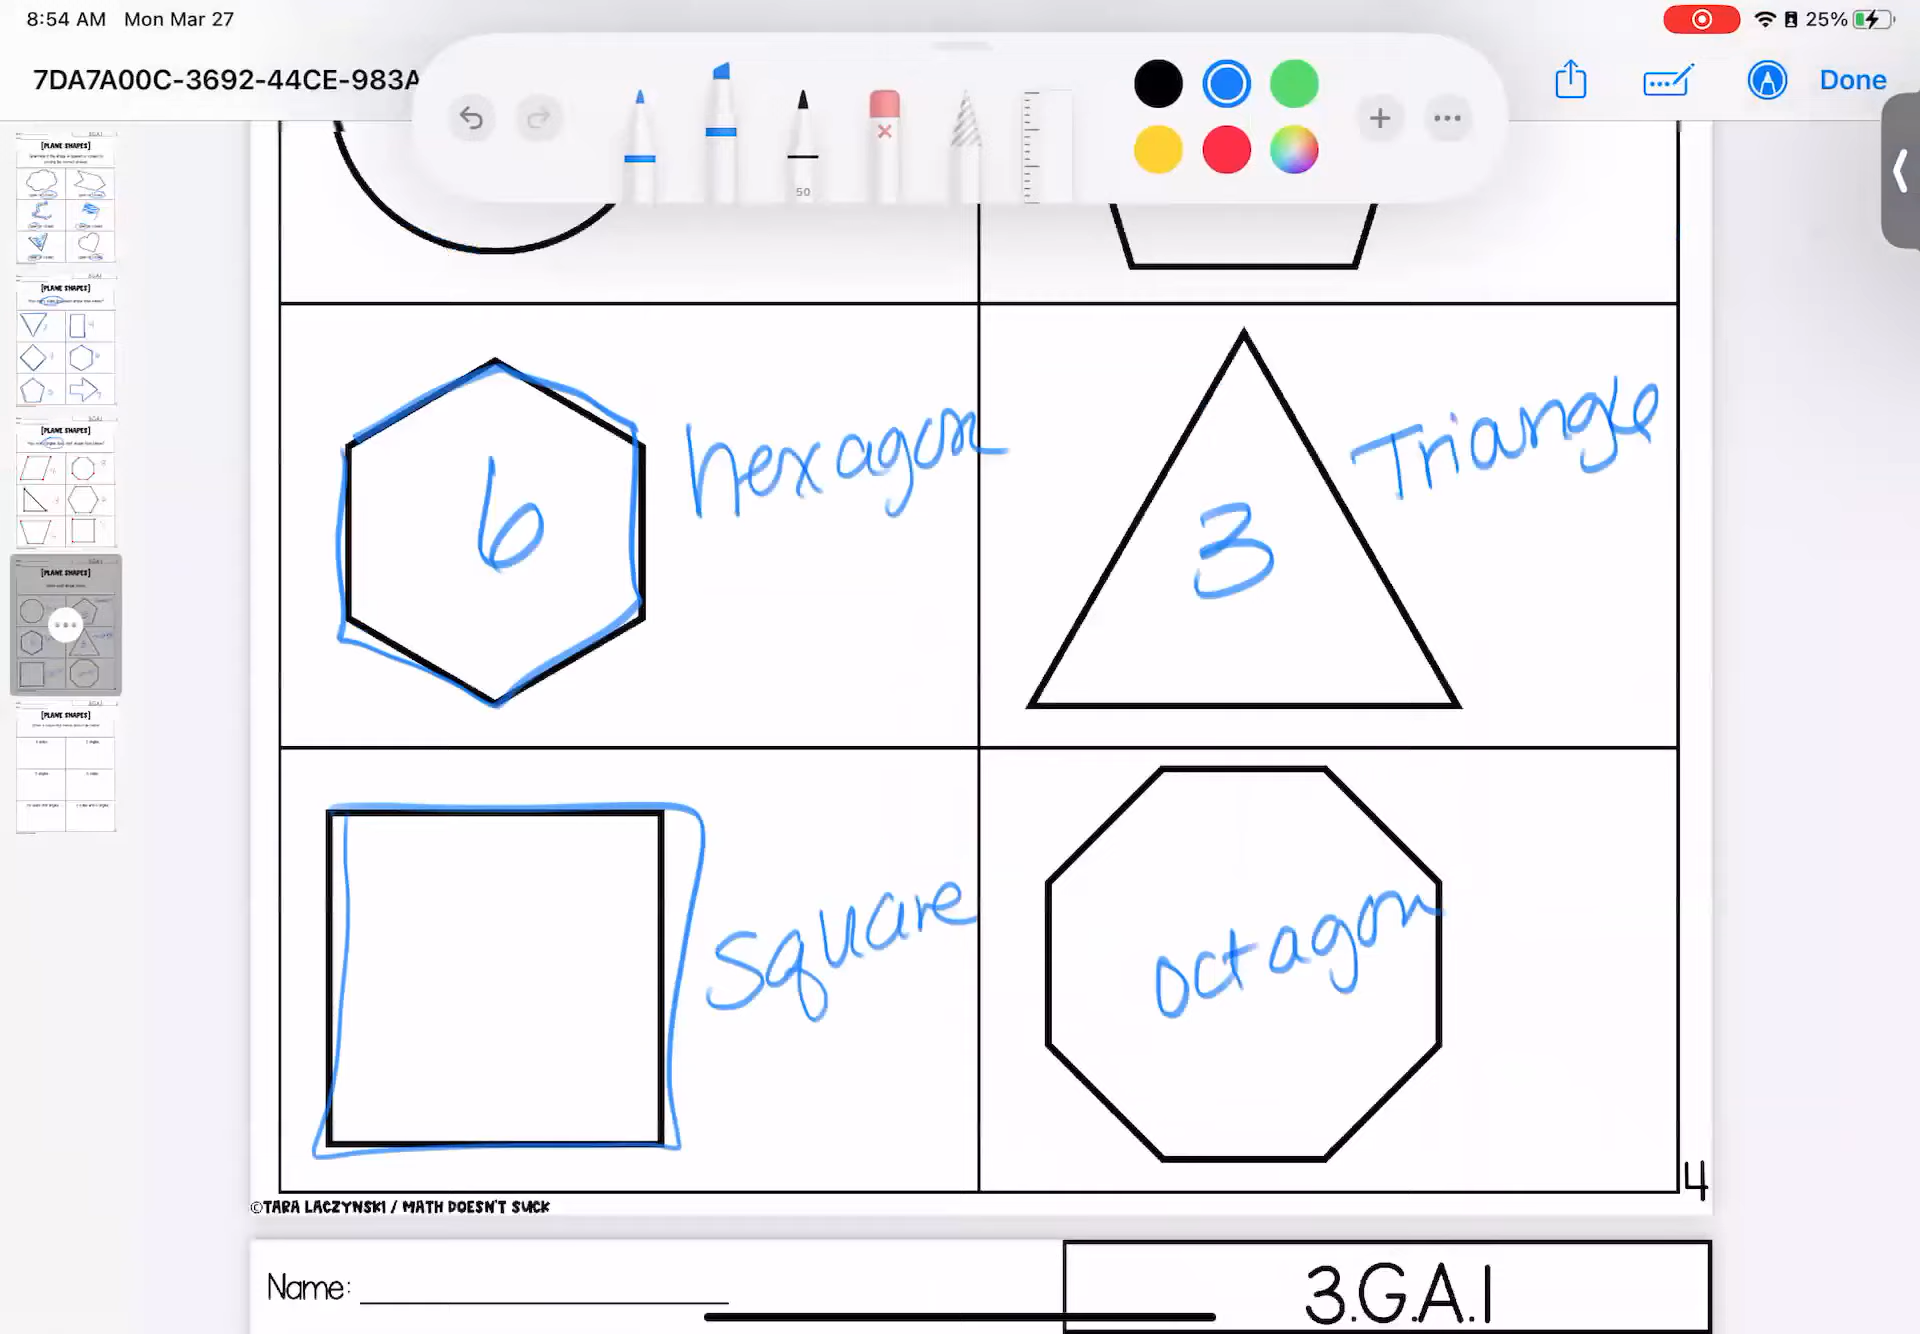 8:54 AM Mon Mar 27
25%
7DA7A00C-3692-44CE-983A
Done
50
[PLANE SHAPES]
[PLANE SHAPES]
[PLANE SHAPES]
[PLANE SHAPES]
[PLANE SHAPES]
hexagon
6
Triangle
3
square
octagon
4
©TARA LACZYNSKI / MATH DOESN'T SUCK
Name:
3.G.A.1